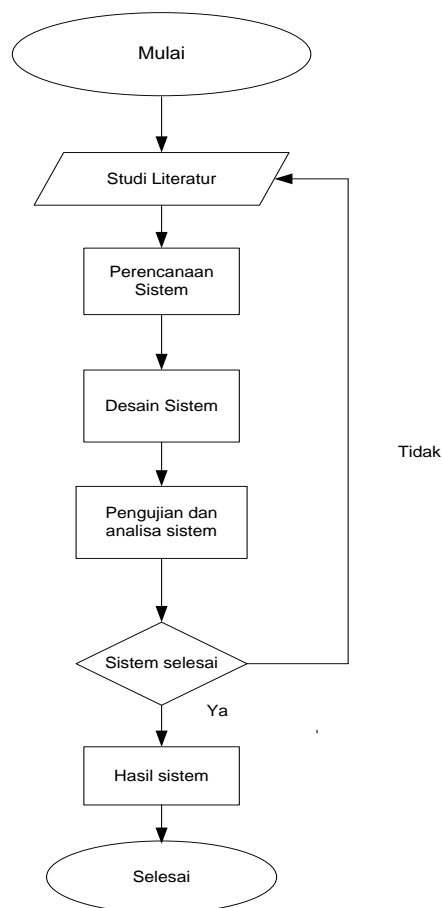 Mulai
Studi Literatur
Perencanaan
Sistem
Desain Sistem
Tidak
Pengujian dan
analisa sistem
Sistem selesai
Ya
Hasil sistem
Selesai